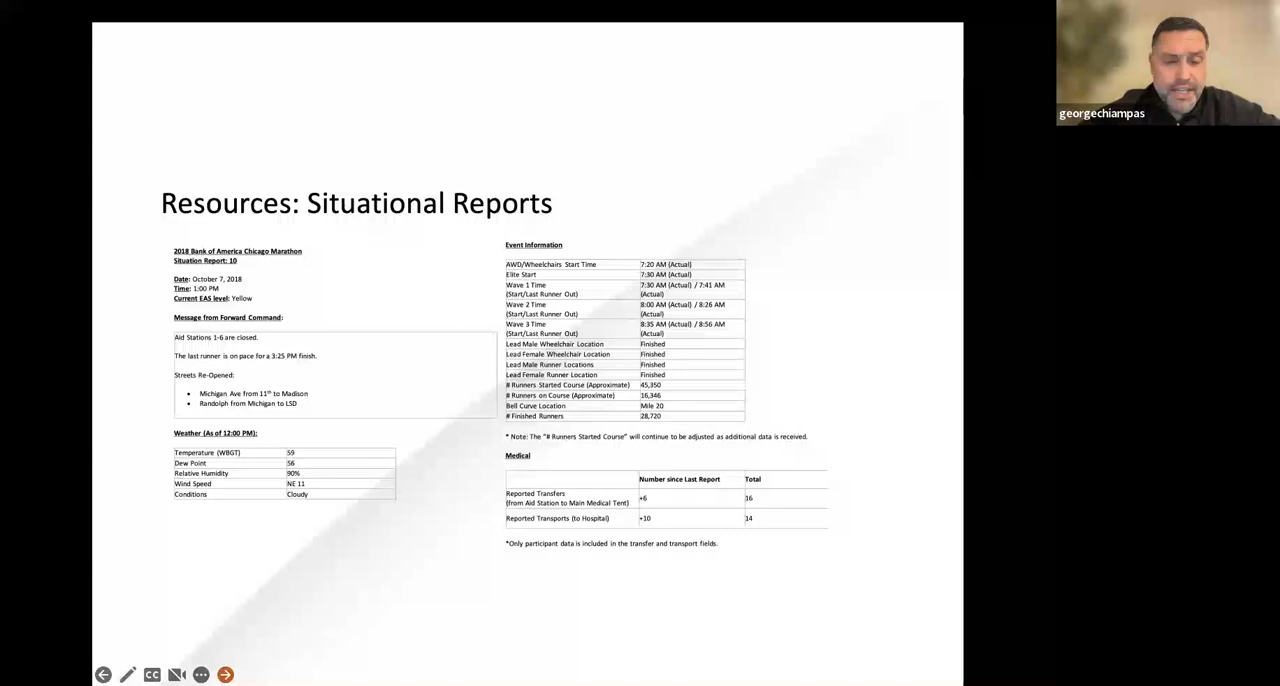 georgechiampas
Resources: Situational Reports
2018 Bank of America Chicago Marathon
Situation Report: 10
Date: October 7, 2018
Time: 1:00 PM
Current EAS level: Yellow
Message from Forward Command:
Aid Stations 1-6 are closed.
The last runner is on pace for a 3:25 PM finish.
Streets Re-Opened:
• Michigan Ave from 11th to Madison
• Randolph from Michigan to LSD
Weather (As of 12:00 PM):
Temperature (WBGT) 59
Dew Point 56
Relative Humidity 90%
Wind Speed NE 11
Conditions Cloudy
Event Information
AWD/Wheelchairs Start Time 7:20 AM (Actual)
Elite Start 7:30 AM (Actual)
Wave 1 Time 7:30 AM (Actual) / 7:41 AM
(Start/Last Runner Out) (Actual)
Wave 2 Time 8:00 AM (Actual) / 8:26 AM
(Start/Last Runner Out) (Actual)
Wave 3 Time 8:35 AM (Actual) / 8:56 AM
(Start/Last Runner Out) (Actual)
Lead Male Wheelchair Location Finished
Lead Female Wheelchair Location Finished
Lead Male Runner Locations Finished
Lead Female Runner Location Finished
# Runners Started Course (Approximate) 45,350
# Runners on Course (Approximate) 16,346
Bell Curve Location Mile 20
# Finished Runners 28,720
* Note: The "# Runners Started Course" will continue to be adjusted as additional data is received.
Medical
Number since Last Report Total
Reported Transfers
(from Aid Station to Main Medical Tent) +6 16
Reported Transports (to Hospital) +10 14
*Only participant data is included in the transfer and transport fields.
CC